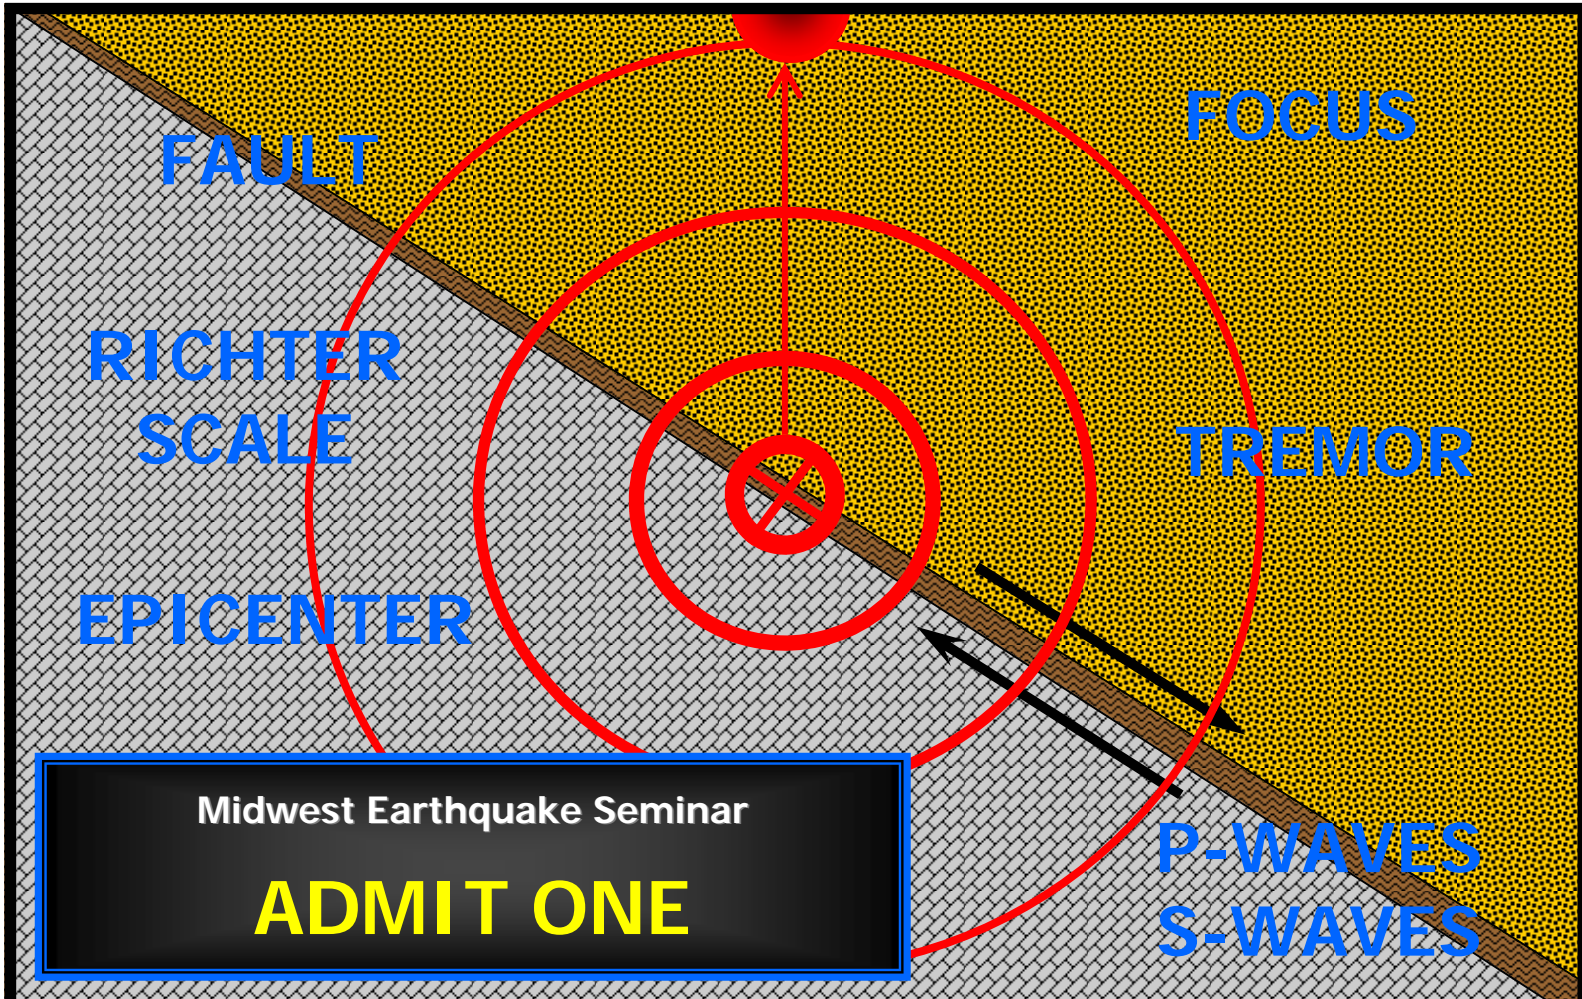 FOCUS
FAULT
RICHTER
SCALE
TREMOR
EPICENTER
Midwest Earthquake Seminar
ADMIT ONE
P-WAVES
S-WAVES